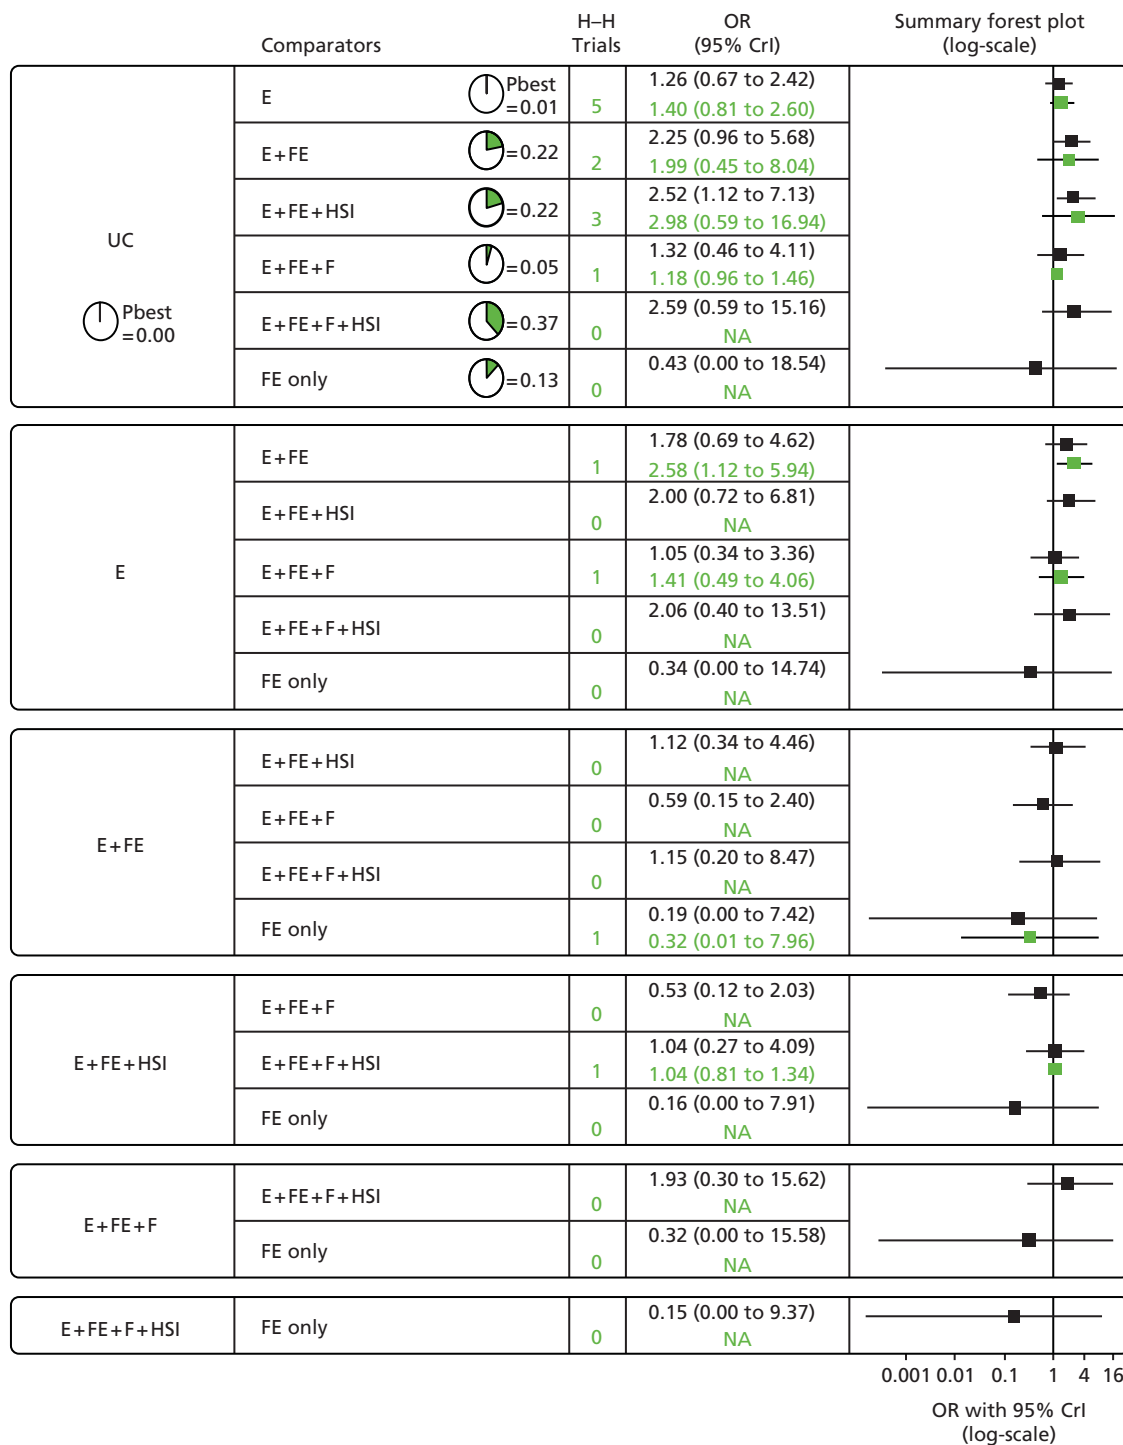 Comparators
H–H
Trials
OR
(95% CrI)
Summary forest plot
(log-scale)
UC
Pbest
=0.00
E
Pbest
=0.01
5
1.26 (0.67 to 2.42)
1.40 (0.81 to 2.60)
E+FE
=0.22
2
2.25 (0.96 to 5.68)
1.99 (0.45 to 8.04)
E+FE+HSI
=0.22
3
2.52 (1.12 to 7.13)
2.98 (0.59 to 16.94)
E+FE+F
=0.05
1
1.32 (0.46 to 4.11)
1.18 (0.96 to 1.46)
E+FE+F+HSI
=0.37
0
2.59 (0.59 to 15.16)
NA
FE only
=0.13
0
0.43 (0.00 to 18.54)
NA
E
E+FE
1
1.78 (0.69 to 4.62)
2.58 (1.12 to 5.94)
E+FE+HSI
0
2.00 (0.72 to 6.81)
NA
E+FE+F
1
1.05 (0.34 to 3.36)
1.41 (0.49 to 4.06)
E+FE+F+HSI
0
2.06 (0.40 to 13.51)
NA
FE only
0
0.34 (0.00 to 14.74)
NA
E+FE
E+FE+HSI
0
1.12 (0.34 to 4.46)
NA
E+FE+F
0
0.59 (0.15 to 2.40)
NA
E+FE+F+HSI
0
1.15 (0.20 to 8.47)
NA
FE only
1
0.19 (0.00 to 7.42)
0.32 (0.01 to 7.96)
E+FE+HSI
E+FE+F
0
0.53 (0.12 to 2.03)
NA
E+FE+F+HSI
1
1.04 (0.27 to 4.09)
1.04 (0.81 to 1.34)
FE only
0
0.16 (0.00 to 7.91)
NA
E+FE+F
E+FE+F+HSI
0
1.93 (0.30 to 15.62)
NA
FE only
0
0.32 (0.00 to 15.58)
NA
E+FE+F+HSI
FE only
0
0.15 (0.00 to 9.37)
NA
0.001 0.01 0.1 1 4 16
OR with 95% CrI
(log-scale)